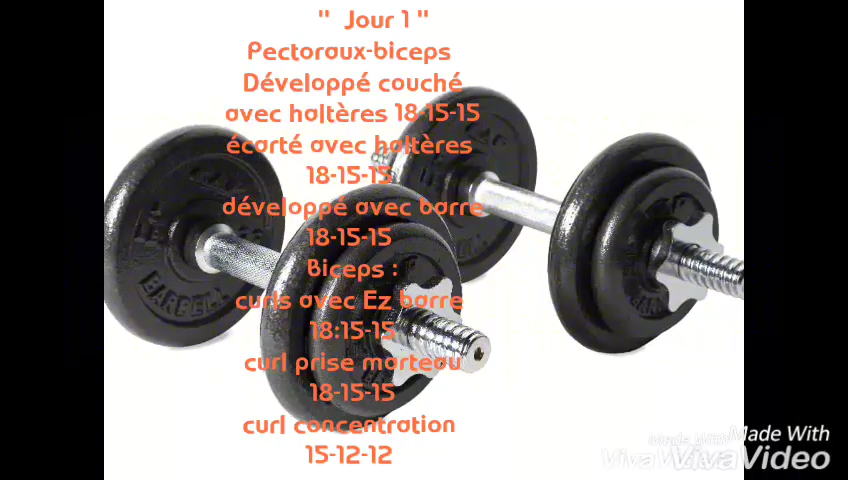 " Jour 1 "
Pectoraux-biceps
Développé couché
avec haltères 18-15-15
écarté avec haltères
18-15-15
développé avec barre
18-15-15
Biceps :
curls avec Ez barre
18:15-15
curl prise marteau
18-15-15
curl concentration
15-12-12
BARBELL
Made With
VivaVideo